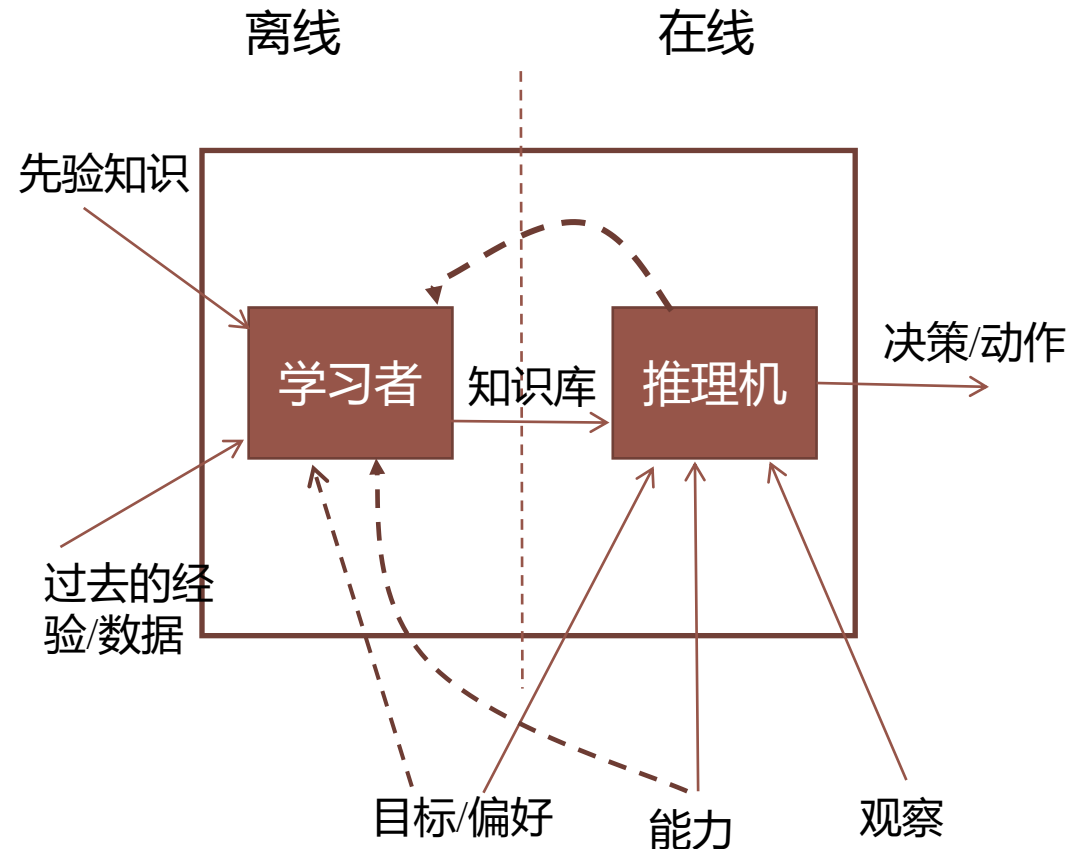 离线
在线
先验知识
决策/动作
学习者
知识库
推理机
过去的经
验/数据
目标/偏好
能力
观察